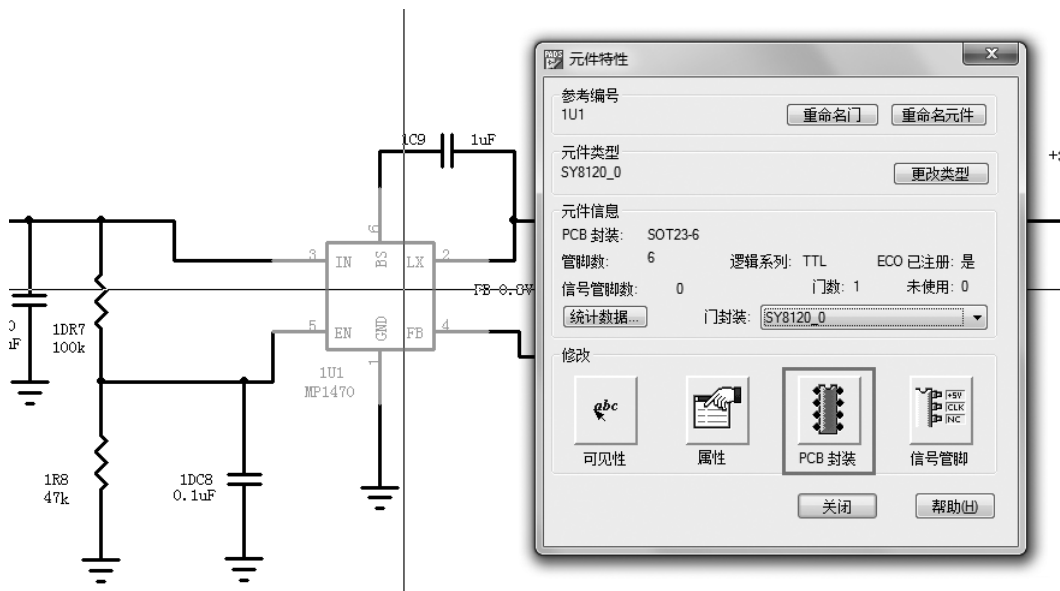 1C9
1uF
6
BS
3
IN
LX
2
FB 0.8V
5
EN
GND
FB
4
1
1DR7
100k
1U1
MP1470
1R8
47k
1DC8
0.1uF
PADS
元件特性
参考编号
1U1
重命名门
重命名元件
元件类型
SY8120_0
更改类型
元件信息
PCB 封装: SOT23-6
管脚数: 6 逻辑系列: TTL ECO 已注册: 是
信号管脚数: 0 门数: 1 未使用: 0
统计数据... 门封装: SY8120_0
修改
abc
+5V
CLK
NC
可见性 属性 PCB 封装 信号管脚
关闭 帮助(H)